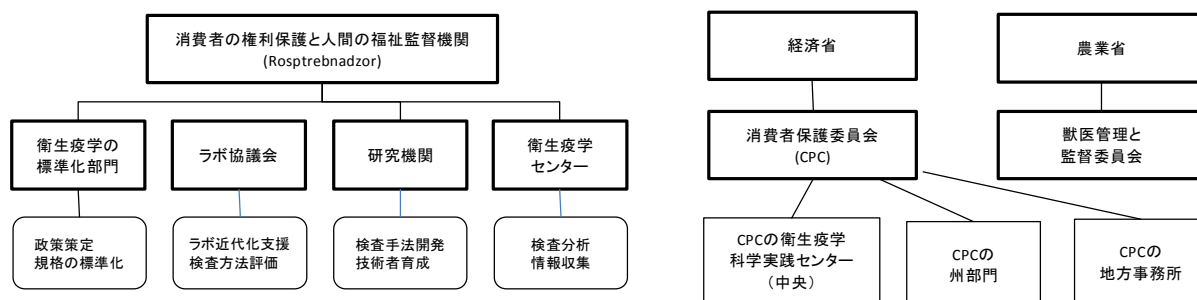 消費者の権利保護と人間の福祉監督機関
(Rosptrebnadzor)
衛生疫学の
標準化部門
ラボ協議会
研究機関
衛生疫学
センター
政策策定
規格の標準化
ラボ近代化支援
検査方法評価
検査手法開発
技術者育成
検査分析
情報収集
経済省
農業省
消費者保護委員会
(CPC)
獣医管理と
監督委員会
CPCの衛生疫学
科学実践センター
（中央）
CPCの
州部門
CPCの
地方事務所